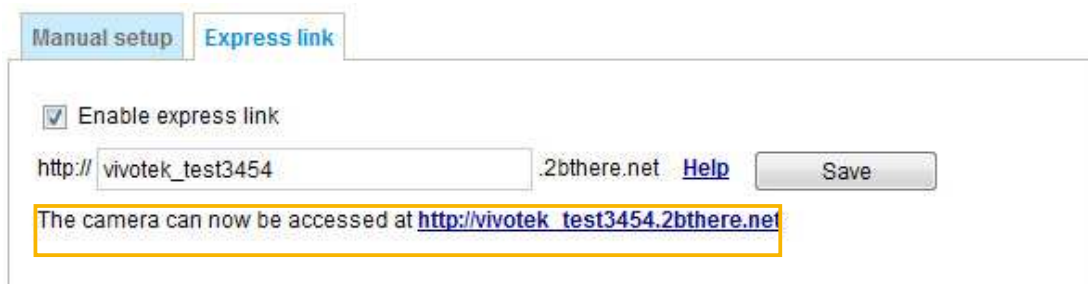 Manual setup Express link
Enable express link
http:// vivotek_test3454 .2bthere.net Help Save
The camera can now be accessed at http://vivotek_test3454.2bthere.net